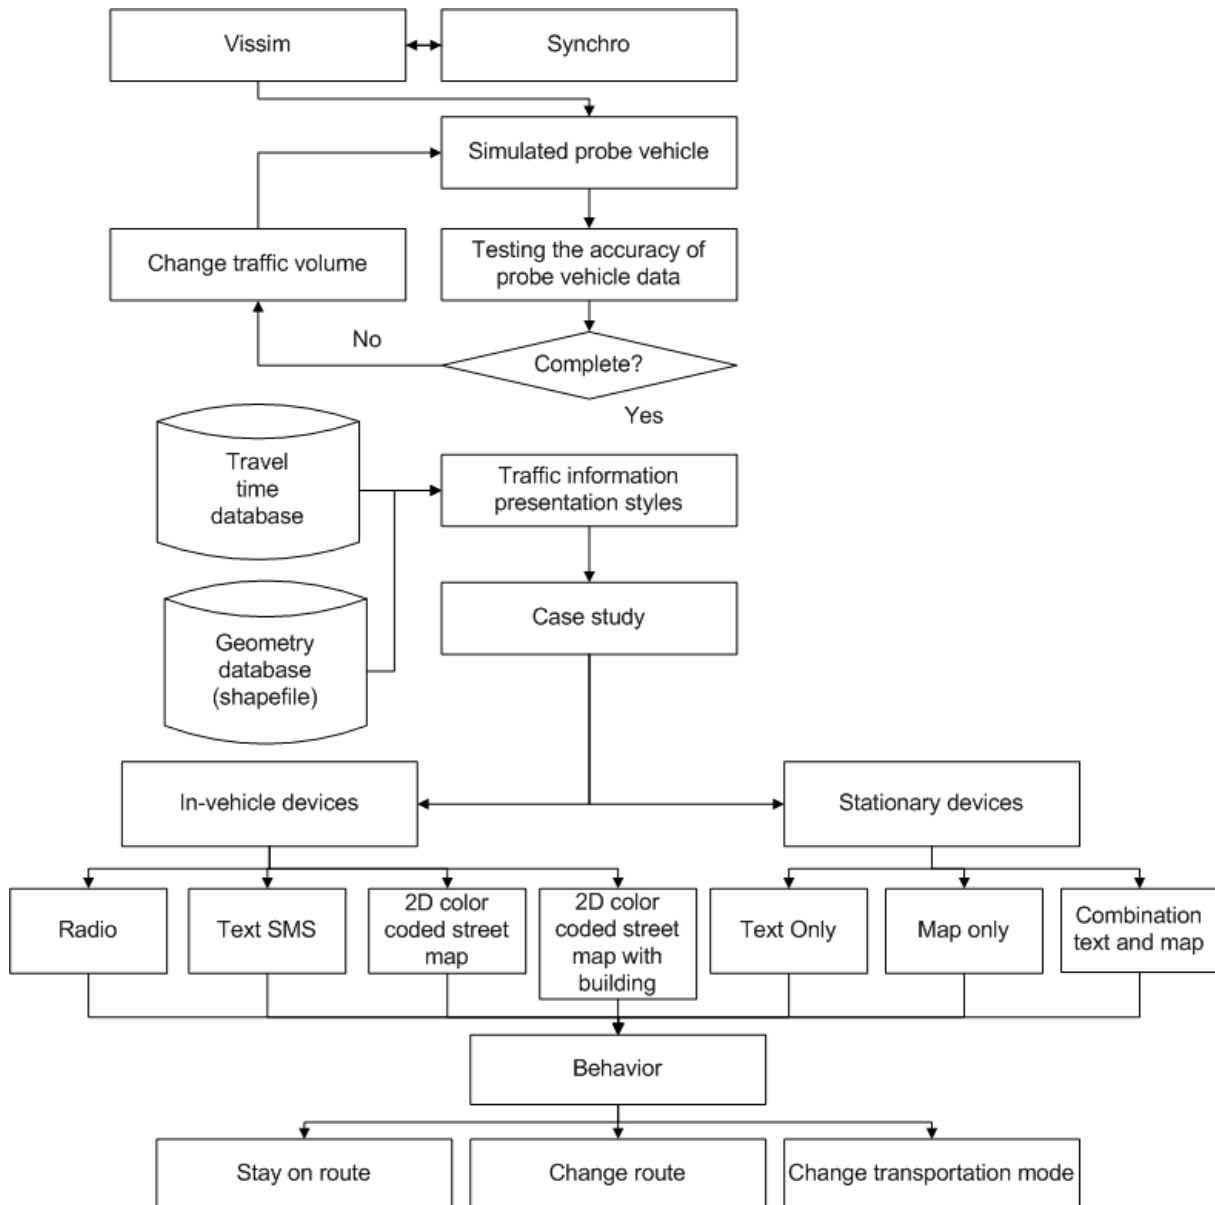 Vissim
Synchro
Simulated probe vehicle
Change traffic volume
Testing the accuracy of
probe vehicle data
No
Complete?
Yes
Travel
time
database
Traffic information
presentation styles
Geometry
database
(shapefile)
Case study
In-vehicle devices
Stationary devices
Radio
Text SMS
2D color
coded street
map
2D color
coded street
map with
building
Text Only
Map only
Combination
text and map
Behavior
Stay on route
Change route
Change transportation mode